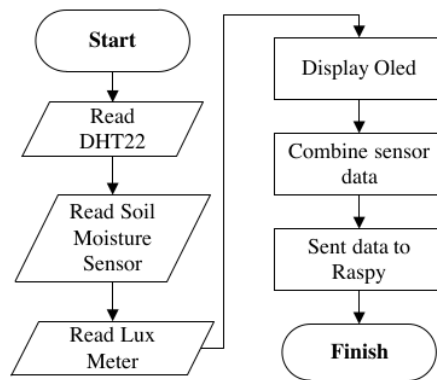 Start
Read
DHT22
Read Soil
Moisture
Sensor
Read Lux
Meter
Display Oled
Combine sensor
data
Sent data to
Raspy
Finish